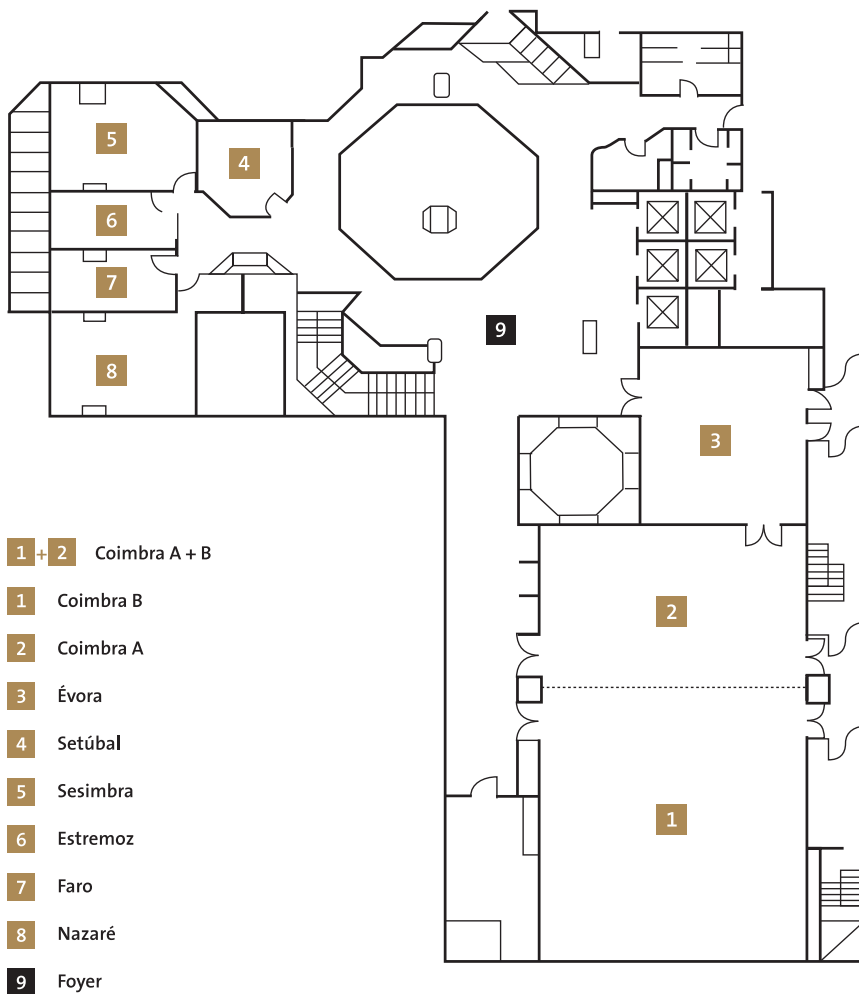 5
4
6
7
9
8
3
2
1
1 + 2 Coimbra A + B
1 Coimbra B
2 Coimbra A
3 Évora
4 Setúbal
5 Sesimbra
6 Estremoz
7 Faro
8 Nazaré
9 Foyer